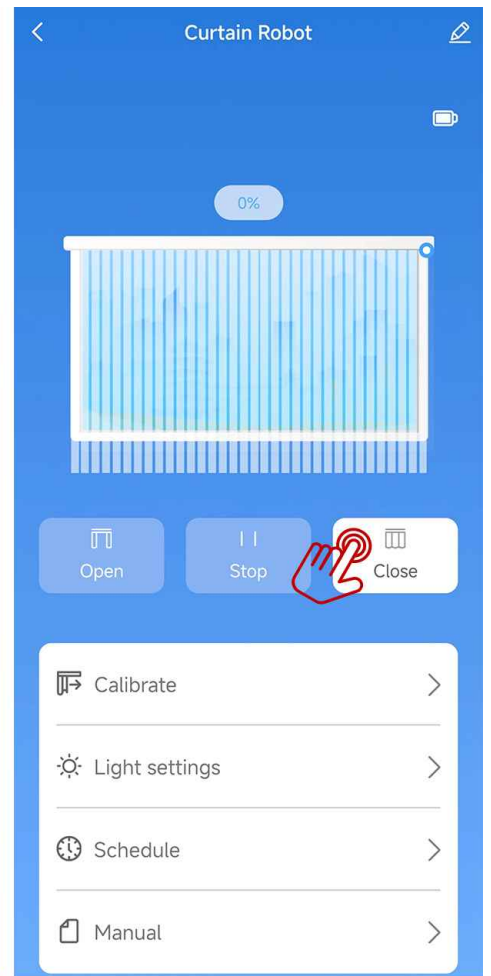 Curtain Robot
0%
Open
Stop
Close
Calibrate
Light settings
Schedule
Manual